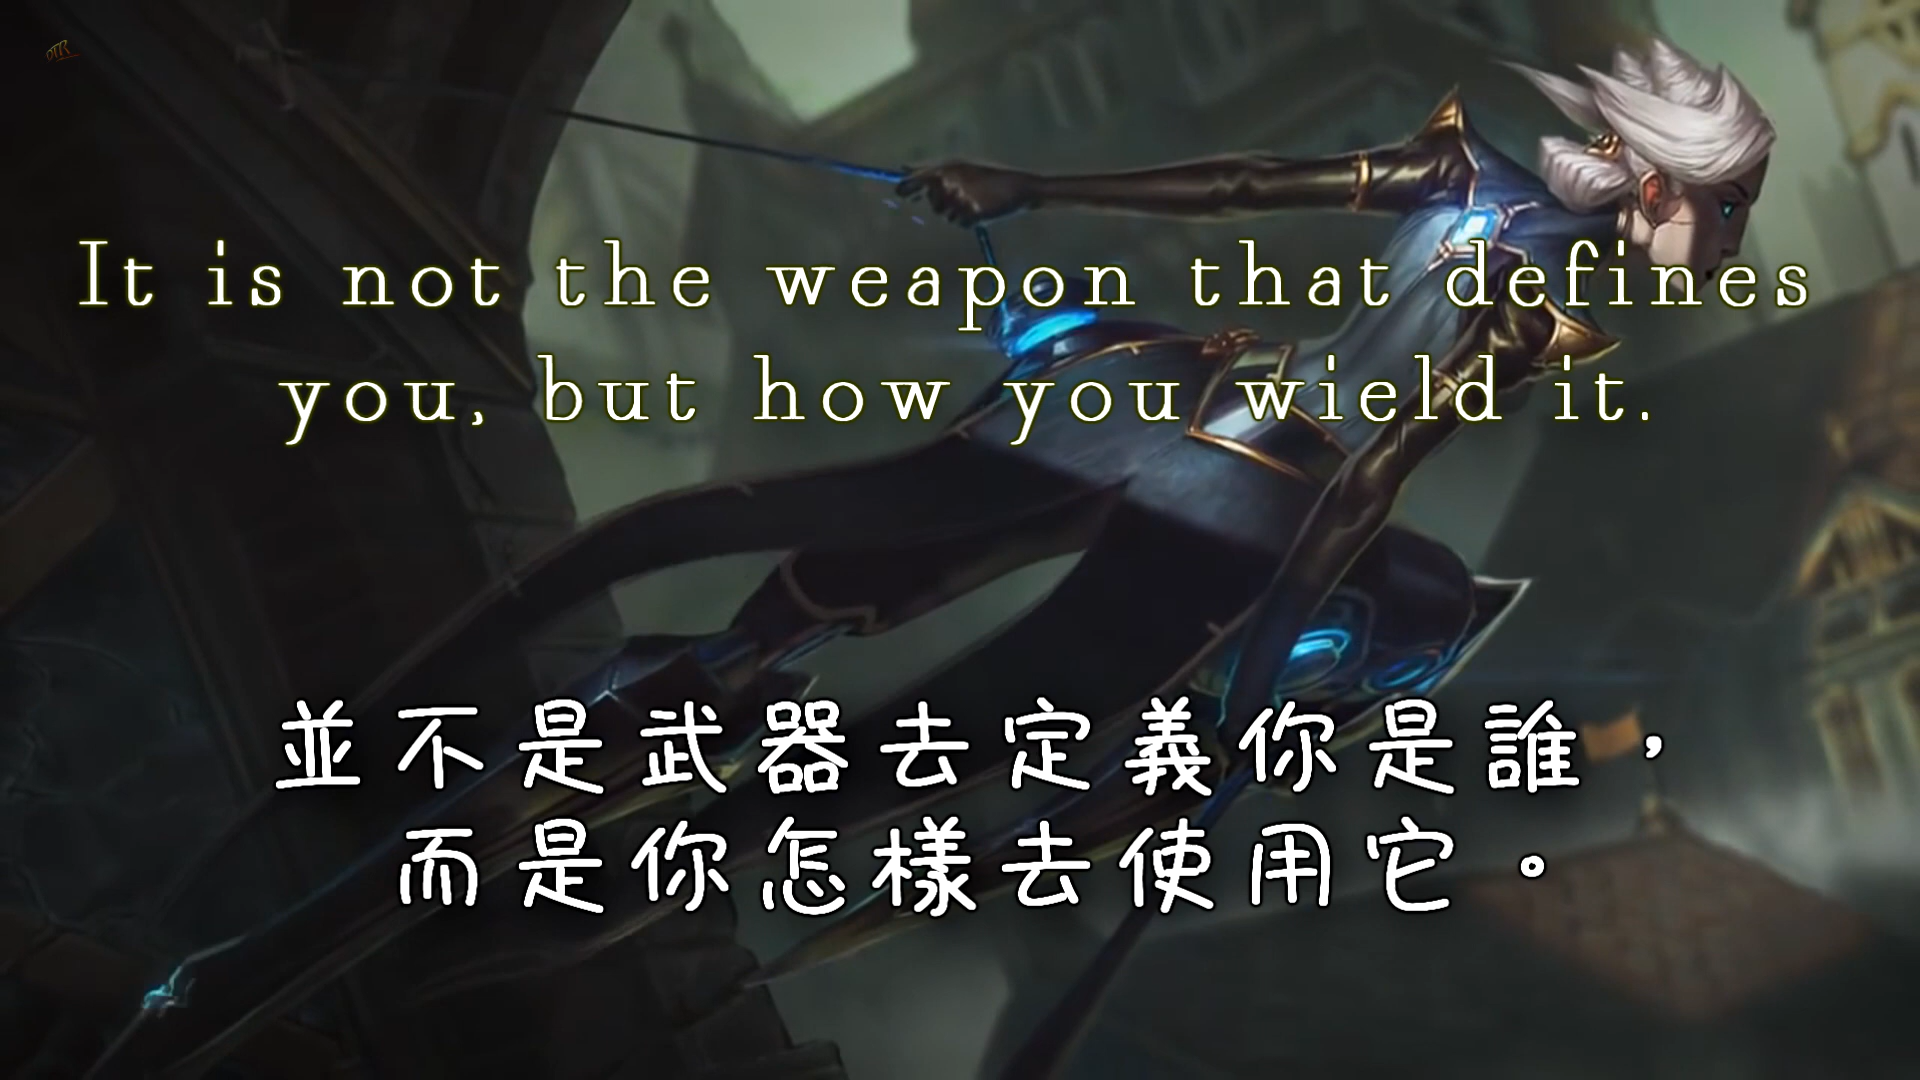 It is not the weapon that defines
you, but how you wield it.
並不是武器去定義你是誰，
而是你怎樣去使用它。